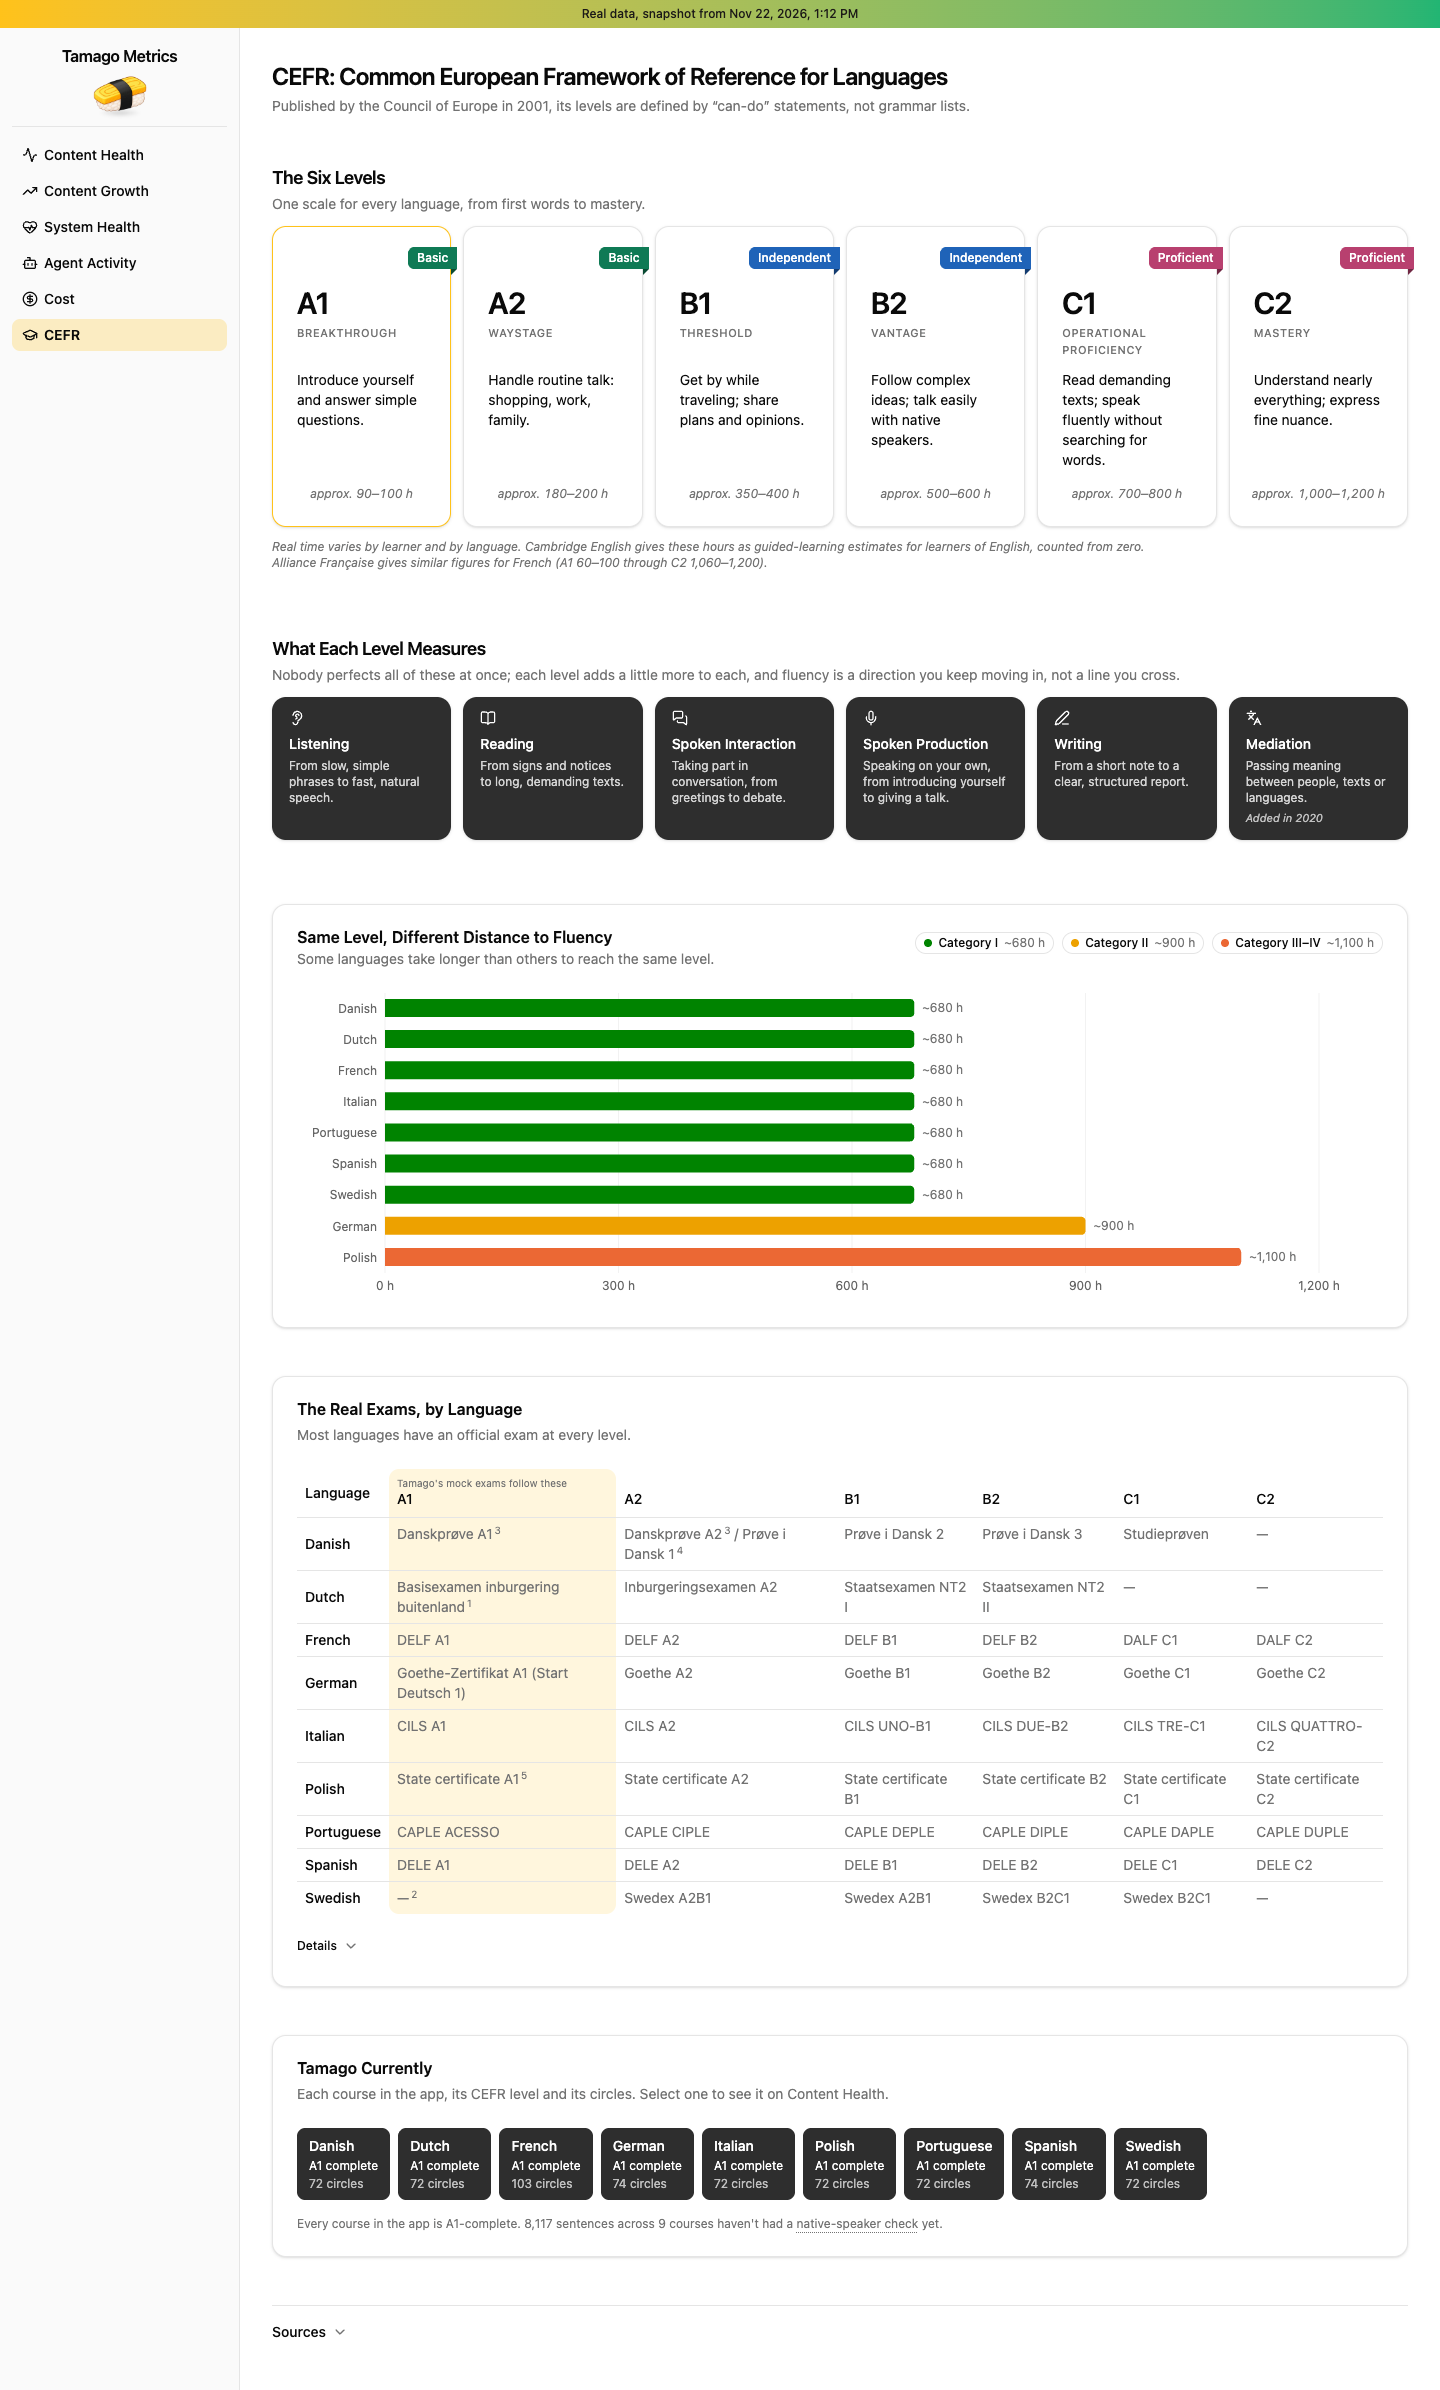 Real data, snapshot from Nov 22, 2026, 1:12 PM
Tamago Metrics
Content Health
Content Growth
System Health
Agent Activity
Cost
CEFR
CEFR: Common European Framework of Reference for Languages
Published by the Council of Europe in 2001, its levels are defined by “can-do” statements, not grammar lists.
The Six Levels
One scale for every language, from first words to mastery.
Basic
A1
BREAKTHROUGH
Introduce yourself
and answer simple
questions.
approx. 90–100 h
Basic
A2
WAYSTAGE
Handle routine talk:
shopping, work,
family.
approx. 180–200 h
Independent
B1
THRESHOLD
Get by while
traveling; share
plans and opinions.
approx. 350–400 h
Independent
B2
VANTAGE
Follow complex
ideas; talk easily
with native
speakers.
approx. 500–600 h
Proficient
C1
OPERATIONAL
PROFICIENCY
Read demanding
texts; speak
fluently without
searching for
words.
approx. 700–800 h
Proficient
C2
MASTERY
Understand nearly
everything; express
fine nuance.
approx. 1,000–1,200 h
Real time varies by learner and by language. Cambridge English gives these hours as guided-learning estimates for learners of English, counted from zero.
Alliance Française gives similar figures for French (A1 60–100 through C2 1,060–1,200).
What Each Level Measures
Nobody perfects all of these at once; each level adds a little more to each, and fluency is a direction you keep moving in, not a line you cross.
Listening
From slow, simple
phrases to fast, natural
speech.
Reading
From signs and notices
to long, demanding texts.
Spoken Interaction
Taking part in
conversation, from
greetings to debate.
Spoken Production
Speaking on your own,
from introducing yourself
to giving a talk.
Writing
From a short note to a
clear, structured report.
Mediation
Passing meaning
between people, texts or
languages.
Added in 2020
Same Level, Different Distance to Fluency
Some languages take longer than others to reach the same level.
Category I ~680 h
Category II ~900 h
Category III–IV ~1,100 h
Danish ~680 h
Dutch ~680 h
French ~680 h
Italian ~680 h
Portuguese ~680 h
Spanish ~680 h
Swedish ~680 h
German ~900 h
Polish ~1,100 h
0 h 300 h 600 h 900 h 1,200 h
The Real Exams, by Language
Most languages have an official exam at every level.
Tamago's mock exams follow these
Language A1 A2 B1 B2 C1 C2
Danish Danskprøve A1 3 Danskprøve A2 3 / Prøve i Prøve i Dansk 2 Prøve i Dansk 3 Studieprøven —
Dansk 1 4
Dutch Basisexamen inburgering Inburgeringsexamen A2 Staatsexamen NT2 Staatsexamen NT2 — —
buitenland 1 I II
French DELF A1 DELF A2 DELF B1 DELF B2 DALF C1 DALF C2
German Goethe-Zertifikat A1 (Start Goethe A2 Goethe B1 Goethe B2 Goethe C1 Goethe C2
Deutsch 1)
Italian CILS A1 CILS A2 CILS UNO-B1 CILS DUE-B2 CILS TRE-C1 CILS QUATTRO-
C2
Polish State certificate A1 5 State certificate A2 State certificate State certificate B2 State certificate State certificate
B1 C1 C2
Portuguese CAPLE ACESSO CAPLE CIPLE CAPLE DEPLE CAPLE DIPLE CAPLE DAPLE CAPLE DUPLE
Spanish DELE A1 DELE A2 DELE B1 DELE B2 DELE C1 DELE C2
Swedish — 2 Swedex A2B1 Swedex A2B1 Swedex B2C1 Swedex B2C1 —
Details
Tamago Currently
Each course in the app, its CEFR level and its circles. Select one to see it on Content Health.
Danish
A1 complete
72 circles
Dutch
A1 complete
72 circles
French
A1 complete
103 circles
German
A1 complete
74 circles
Italian
A1 complete
72 circles
Polish
A1 complete
72 circles
Portuguese
A1 complete
72 circles
Spanish
A1 complete
74 circles
Swedish
A1 complete
72 circles
Every course in the app is A1-complete. 8,117 sentences across 9 courses haven't had a native-speaker check yet.
Sources